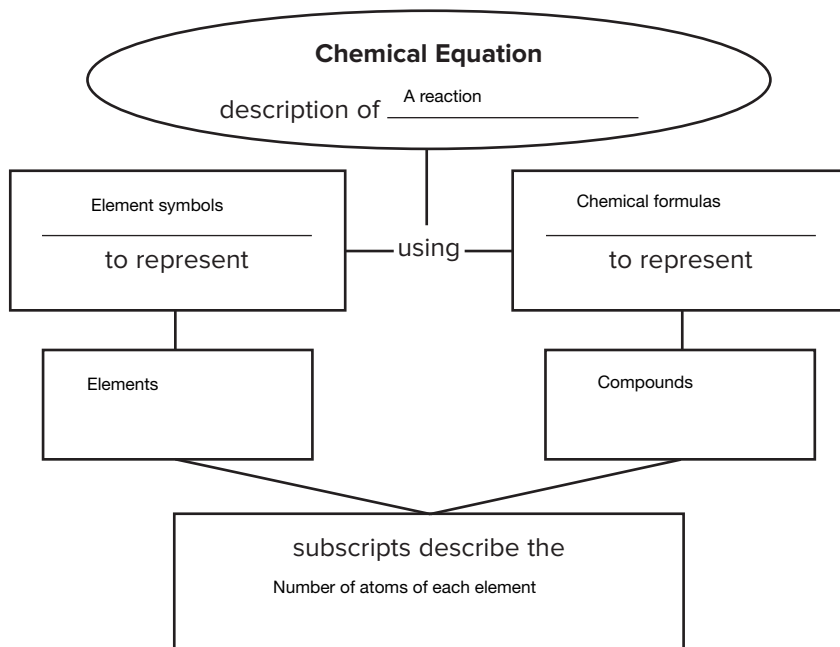 Chemical Equation
description of A reaction
Element symbols
to represent
using
Chemical formulas
to represent
Elements
Compounds
subscripts describe the
Number of atoms of each element